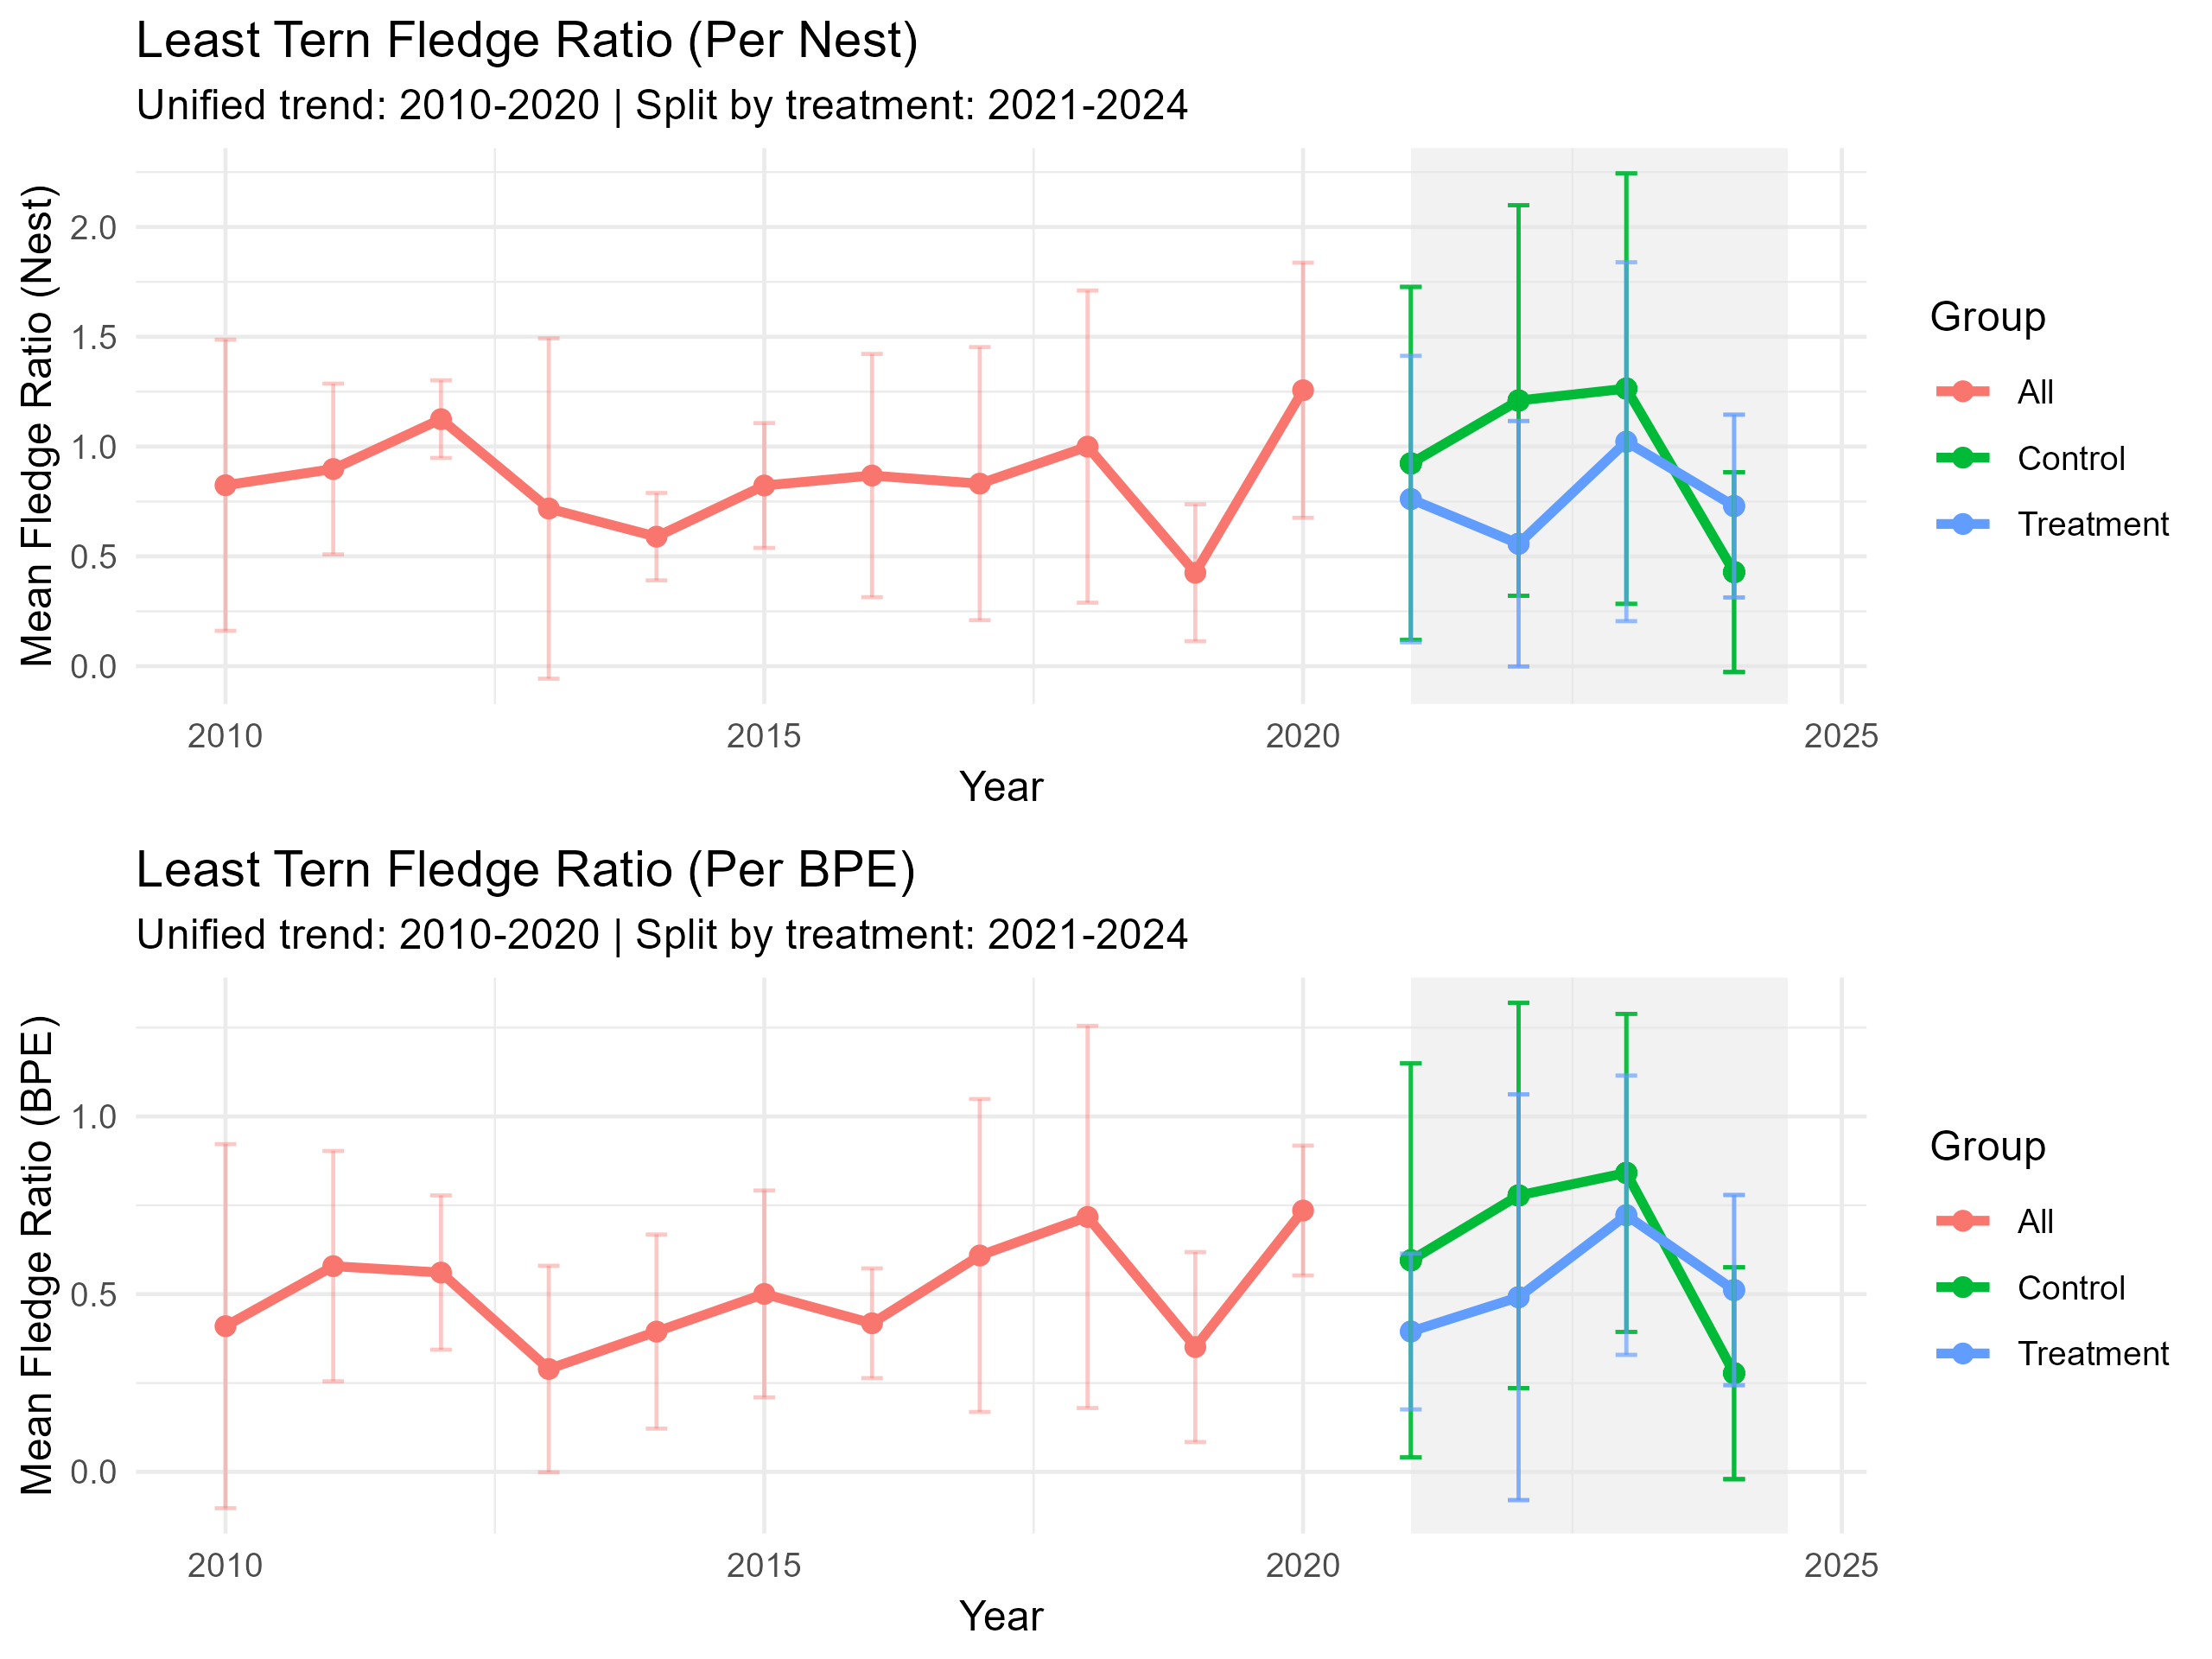 Least Tern Fledge Ratio (Per Nest)
Unified trend: 2010-2020 | Split by treatment: 2021-2024
Mean Fledge Ratio (Nest)
2.0
1.5
1.0
0.5
0.0
2010
2015
2020
2025
Year
Group
All
Control
Treatment
Least Tern Fledge Ratio (Per BPE)
Unified trend: 2010-2020 | Split by treatment: 2021-2024
Mean Fledge Ratio (BPE)
1.0
0.5
0.0
2010
2015
2020
2025
Year
Group
All
Control
Treatment